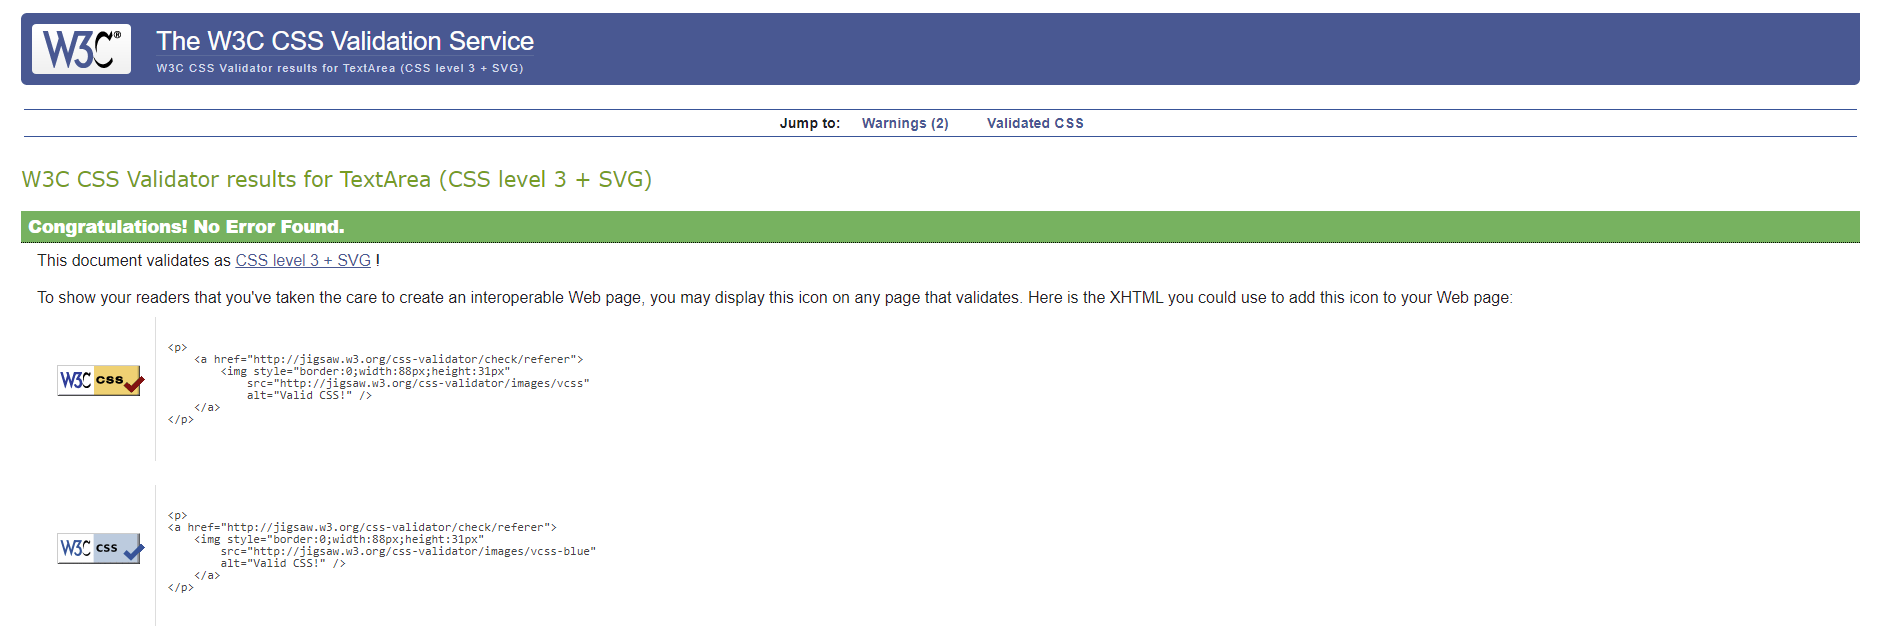 W3C®
The W3C CSS Validation Service
W3C CSS Validator results for TextArea (CSS level 3 + SVG)
Jump to: Warnings (2) Validated CSS
W3C CSS Validator results for TextArea (CSS level 3 + SVG)
Congratulations! No Error Found.
This document validates as CSS level 3 + SVG !
To show your readers that you've taken the care to create an interoperable Web page, you may display this icon on any page that validates. Here is the XHTML you could use to add this icon to your Web page:
W3C css
<p>
<a href="http://jigsaw.w3.org/css-validator/check/referer">
<img style="border:0;width:88px;height:31px"
src="http://jigsaw.w3.org/css-validator/images/vcss"
alt="Valid CSS!" />
</a>
</p>
W3C css
<p>
<a href="http://jigsaw.w3.org/css-validator/check/referer">
<img style="border:0;width:88px;height:31px"
src="http://jigsaw.w3.org/css-validator/images/vcss-blue"
alt="Valid CSS!" />
</a>
</p>